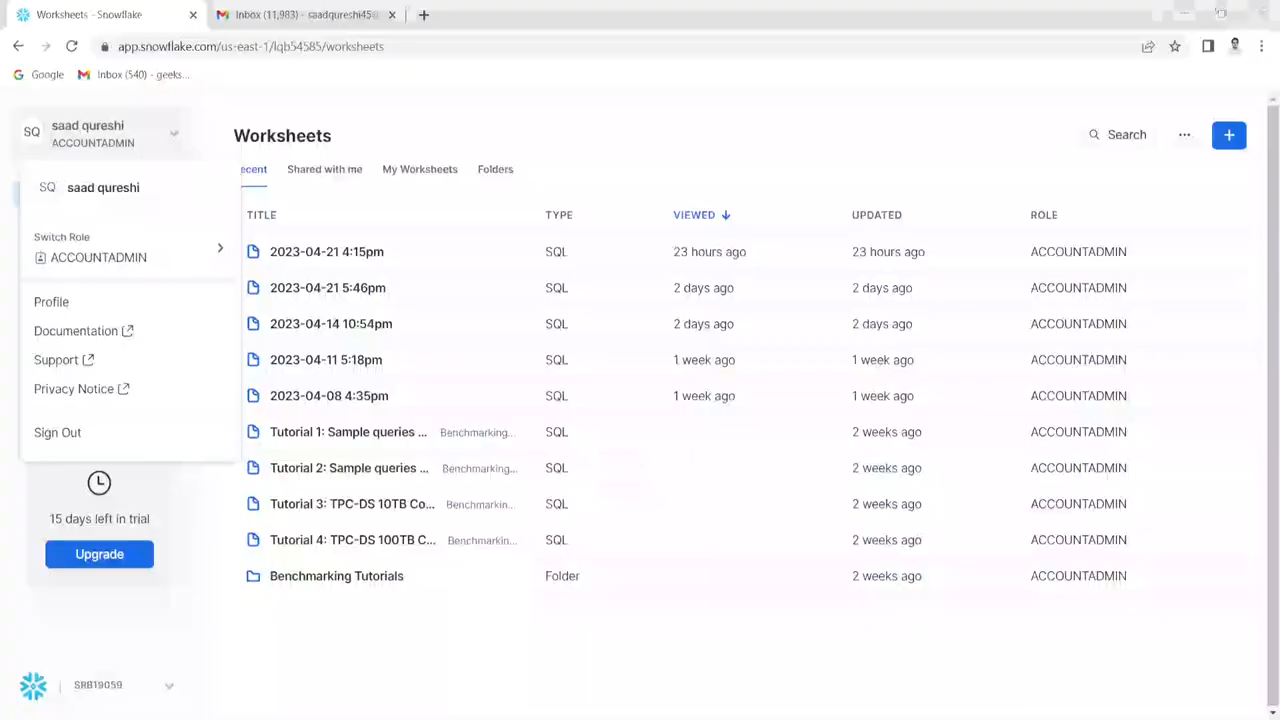 Worksheets - Snowflake
Inbox (11,983) - saadqureshi45@
app.snowflake.com/us-east-1/lqb54585/worksheets
Google
Inbox (540) - geeks...
SQ
saad qureshi
ACCOUNTADMIN
SQ saad qureshi
Switch Role
ACCOUNTADMIN
Profile
Documentation
Support
Privacy Notice
Sign Out
15 days left in trial
Upgrade
SRB19059
Worksheets
Search
ecent Shared with me My Worksheets Folders
TITLE TYPE VIEWED UPDATED ROLE
2023-04-21 4:15pm SQL 23 hours ago 23 hours ago ACCOUNTADMIN
2023-04-21 5:46pm SQL 2 days ago 2 days ago ACCOUNTADMIN
2023-04-14 10:54pm SQL 2 days ago 2 days ago ACCOUNTADMIN
2023-04-11 5:18pm SQL 1 week ago 1 week ago ACCOUNTADMIN
2023-04-08 4:35pm SQL 1 week ago 1 week ago ACCOUNTADMIN
Tutorial 1: Sample queries ... Benchmarking... SQL 2 weeks ago ACCOUNTADMIN
Tutorial 2: Sample queries ... Benchmarking... SQL 2 weeks ago ACCOUNTADMIN
Tutorial 3: TPC-DS 10TB Co... Benchmarkin... SQL 2 weeks ago ACCOUNTADMIN
Tutorial 4: TPC-DS 100TB C... Benchmarkin... SQL 2 weeks ago ACCOUNTADMIN
Benchmarking Tutorials Folder 2 weeks ago ACCOUNTADMIN